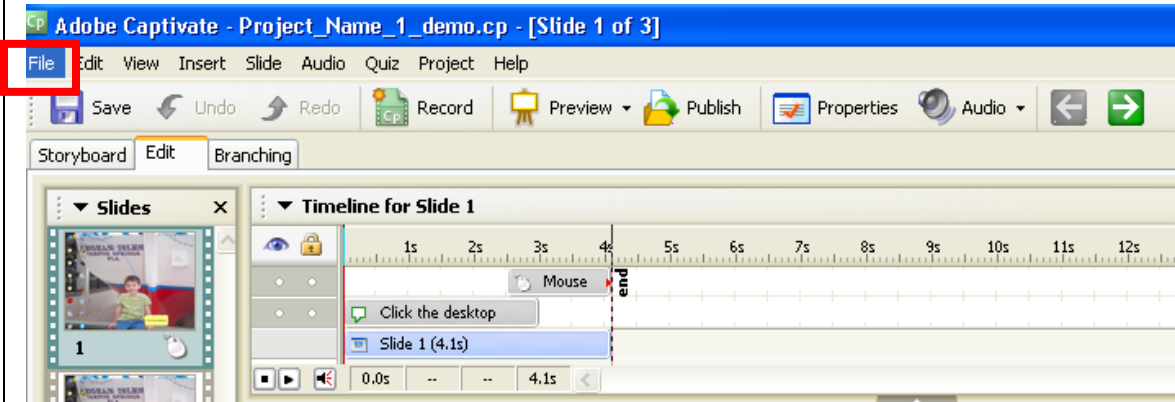 Cp Adobe Captivate - Project_Name_1_demo.cp - [Slide 1 of 3]
File Edit View Insert Slide Audio Quiz Project Help
Save Undo Redo Cp Record Preview Publish Properties Audio
Storyboard Edit Branching
Slides X Timeline for Slide 1
1s 2s 3s 4s 5s 6s 7s 8s 9s 10s 11s 12s
Mouse end
Click the desktop
Slide 1 (4.1s)
1
0.0s -- -- 4.1s